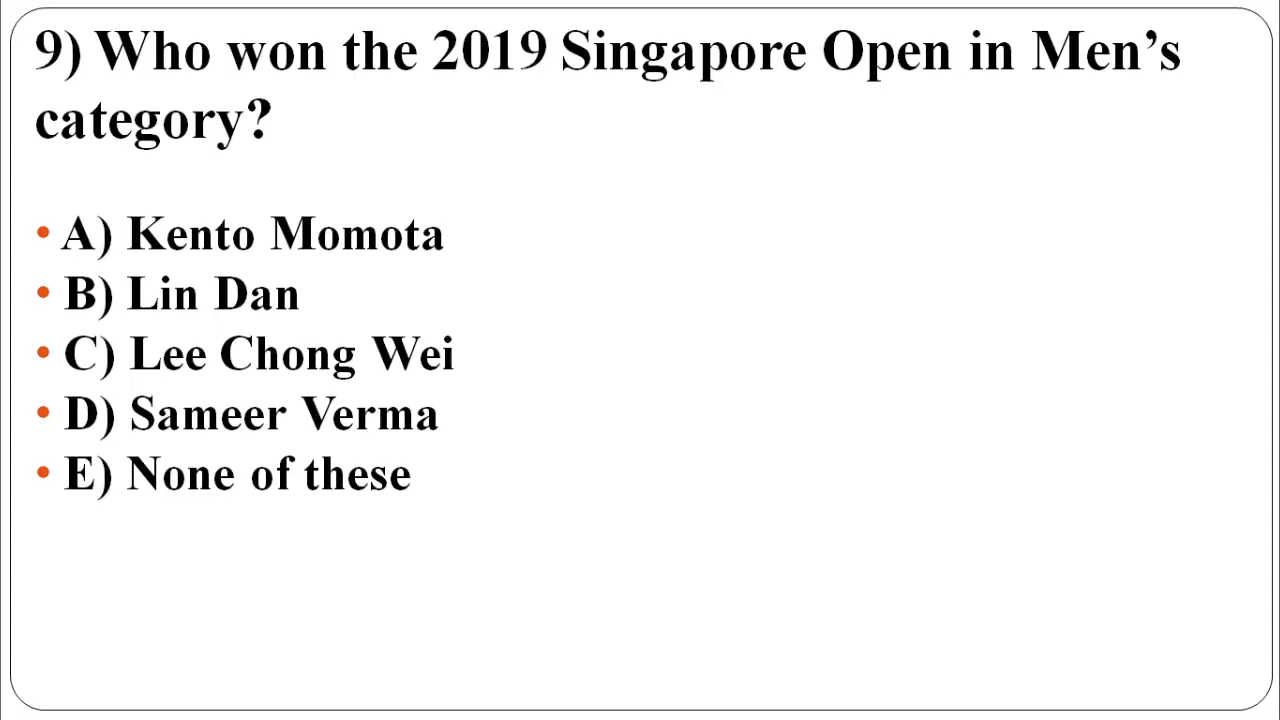 9) Who won the 2019 Singapore Open in Men’s
category?
• A) Kento Momota
• B) Lin Dan
• C) Lee Chong Wei
• D) Sameer Verma
• E) None of these